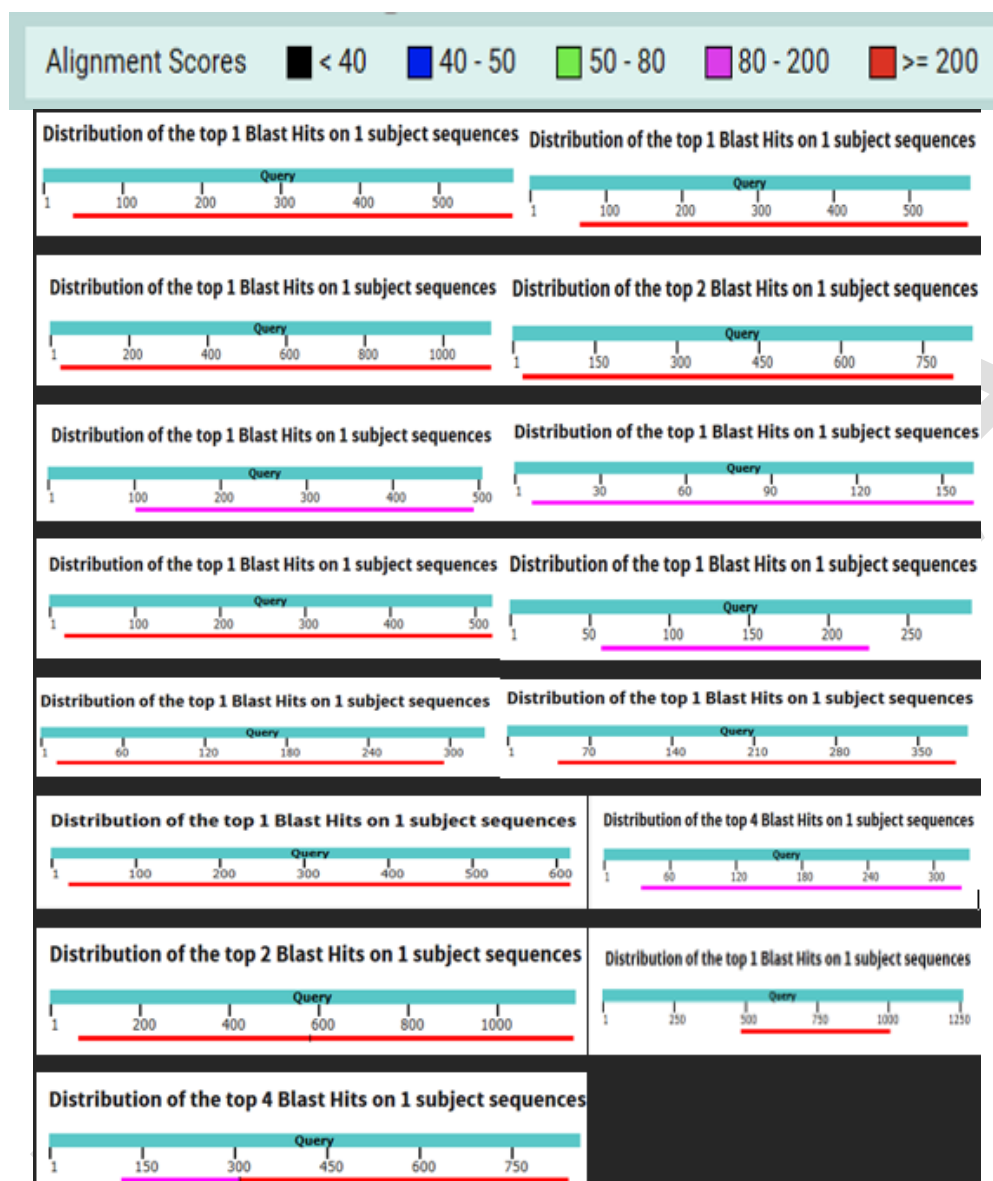 Alignment Scores < 40 40 - 50 50 - 80 80 - 200 >= 200
Distribution of the top 1 Blast Hits on 1 subject sequences
Query
1 100 200 300 400 500
Distribution of the top 1 Blast Hits on 1 subject sequences
Query
1 100 200 300 400 500
Distribution of the top 1 Blast Hits on 1 subject sequences
Query
1 200 400 600 800 1000
Distribution of the top 2 Blast Hits on 1 subject sequences
Query
1 150 300 450 600 750
Distribution of the top 1 Blast Hits on 1 subject sequences
Query
1 100 200 300 400 500
Distribution of the top 1 Blast Hits on 1 subject sequences
Query
1 30 60 90 120 150
Distribution of the top 1 Blast Hits on 1 subject sequences
Query
1 100 200 300 400 500
Distribution of the top 1 Blast Hits on 1 subject sequences
Query
1 50 100 150 200 250
Distribution of the top 1 Blast Hits on 1 subject sequences
Query
1 60 120 180 240 300
Distribution of the top 1 Blast Hits on 1 subject sequences
Query
1 70 140 210 280 350
Distribution of the top 1 Blast Hits on 1 subject sequences
Query
1 100 200 300 400 500 600
Distribution of the top 4 Blast Hits on 1 subject sequences
Query
1 60 120 180 240 300
Distribution of the top 2 Blast Hits on 1 subject sequences
Query
1 200 400 600 800 1000
Distribution of the top 1 Blast Hits on 1 subject sequences
Query
1 250 500 750 1000 1250
Distribution of the top 4 Blast Hits on 1 subject sequences
Query
1 150 300 450 600 750